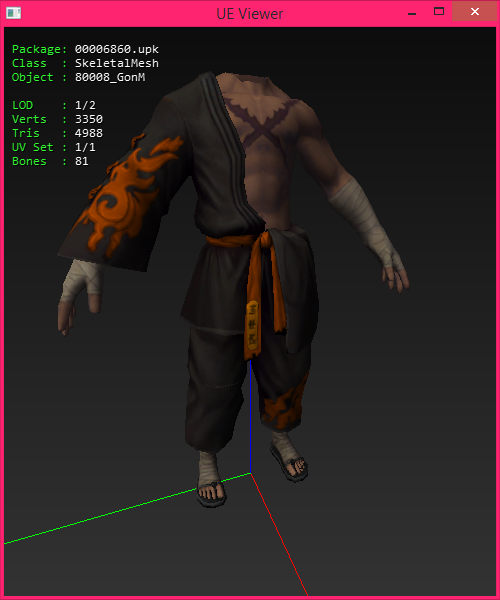 UE Viewer
Package: 00006860.upk
Class : SkeletalMesh
Object : 80008_GonM
LOD : 1/2
Verts : 3350
Tris : 4988
UV Set : 1/1
Bones : 81